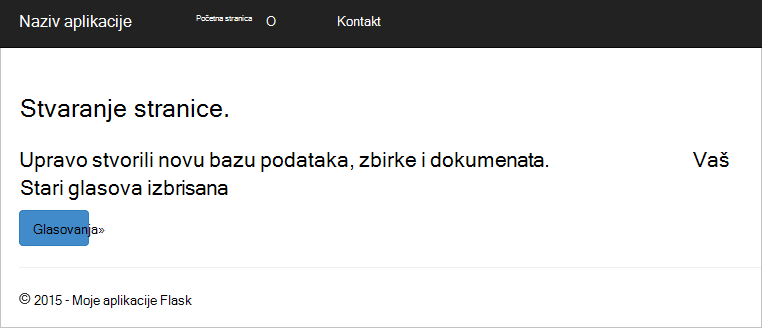 Naziv aplikacije Početna stranica O Kontakt
Stvaranje stranice.
Upravo stvorili novu bazu podataka, zbirke i dokumenata. Vaš
Stari glasova izbrisana
Glasovanja»
© 2015 - Moje aplikacije Flask